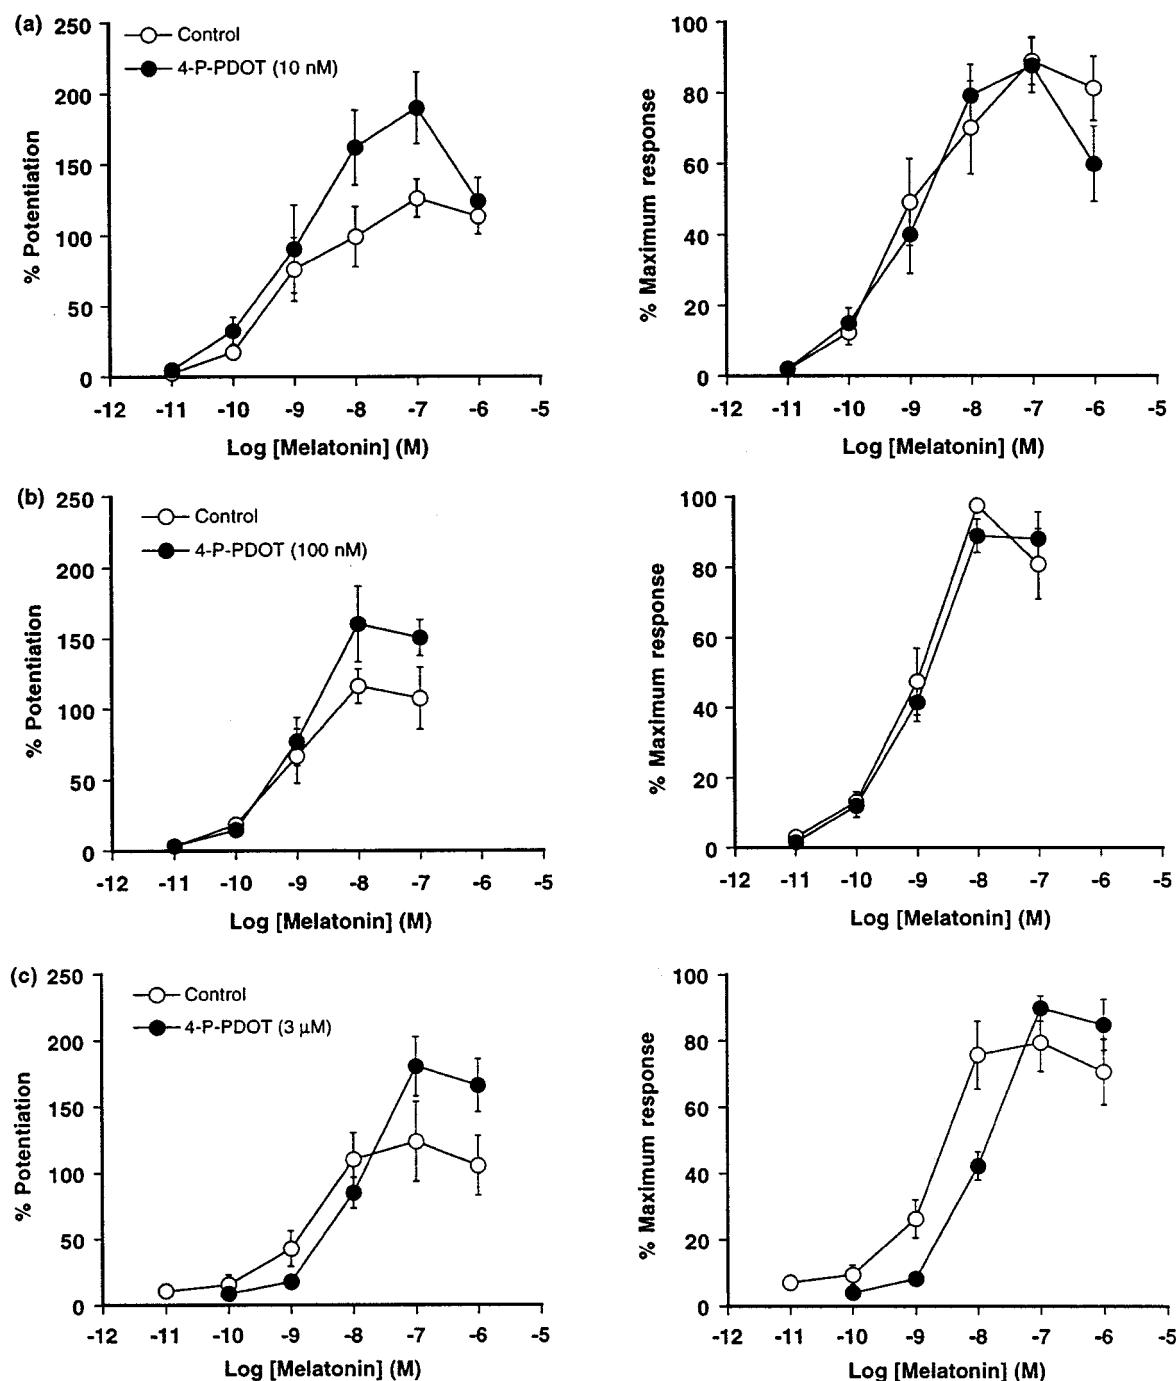 (a)
250
200
150
100
50
0
% Potentiation
Control
4-P-PDOT (10 nM)
-12 -11 -10 -9 -8 -7 -6 -5
Log [Melatonin] (M)
100
80
60
40
20
0
% Maximum response
-12 -11 -10 -9 -8 -7 -6 -5
Log [Melatonin] (M)
(b)
250
200
150
100
50
0
% Potentiation
Control
4-P-PDOT (100 nM)
-12 -11 -10 -9 -8 -7 -6 -5
Log [Melatonin] (M)
100
80
60
40
20
0
% Maximum response
-12 -11 -10 -9 -8 -7 -6 -5
Log [Melatonin] (M)
(c)
250
200
150
100
50
0
% Potentiation
Control
4-P-PDOT (3 μM)
-12 -11 -10 -9 -8 -7 -6 -5
Log [Melatonin] (M)
100
80
60
40
20
0
% Maximum response
-12 -11 -10 -9 -8 -7 -6 -5
Log [Melatonin] (M)